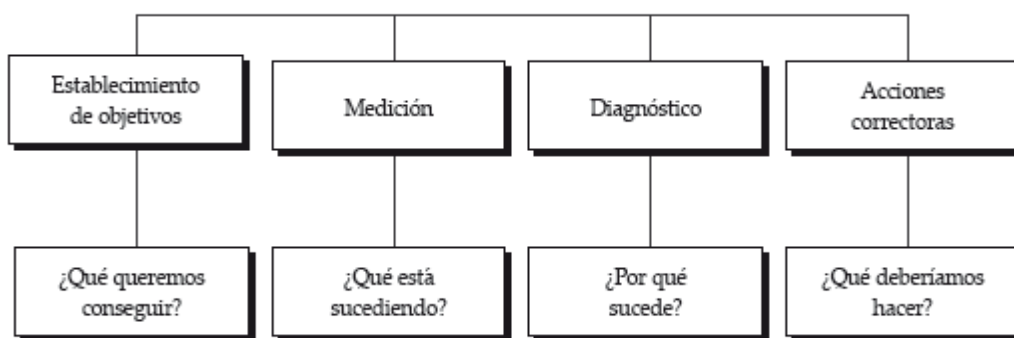 Establecimiento
de objetivos
Medición
Diagnóstico
Acciones
correctoras
¿Qué queremos
conseguir?
¿Qué está
sucediendo?
¿Por qué
sucede?
¿Qué deberíamos
hacer?